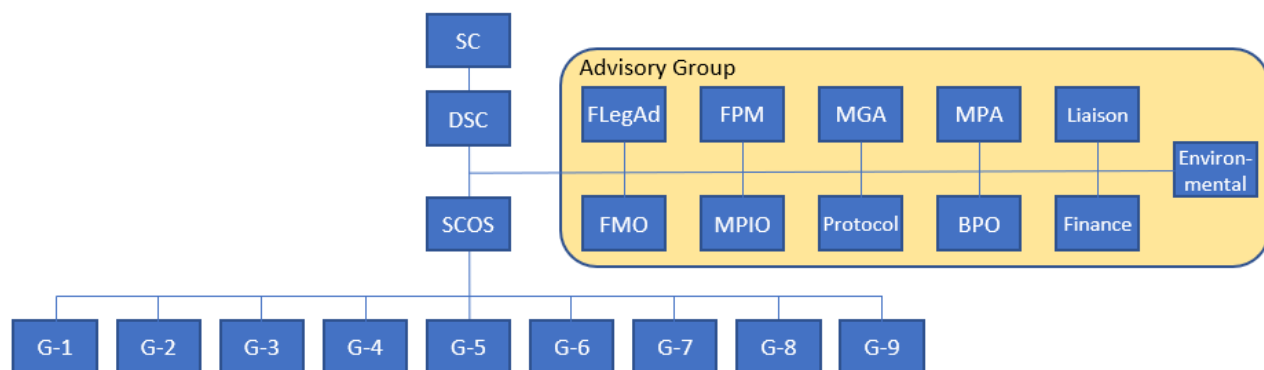 SC
Advisory Group
DSC
FLegAd
FPM
MGA
MPA
Liaison
Environ-
mental
SCOS
FMO
MPIO
Protocol
BPO
Finance
G-1
G-2
G-3
G-4
G-5
G-6
G-7
G-8
G-9